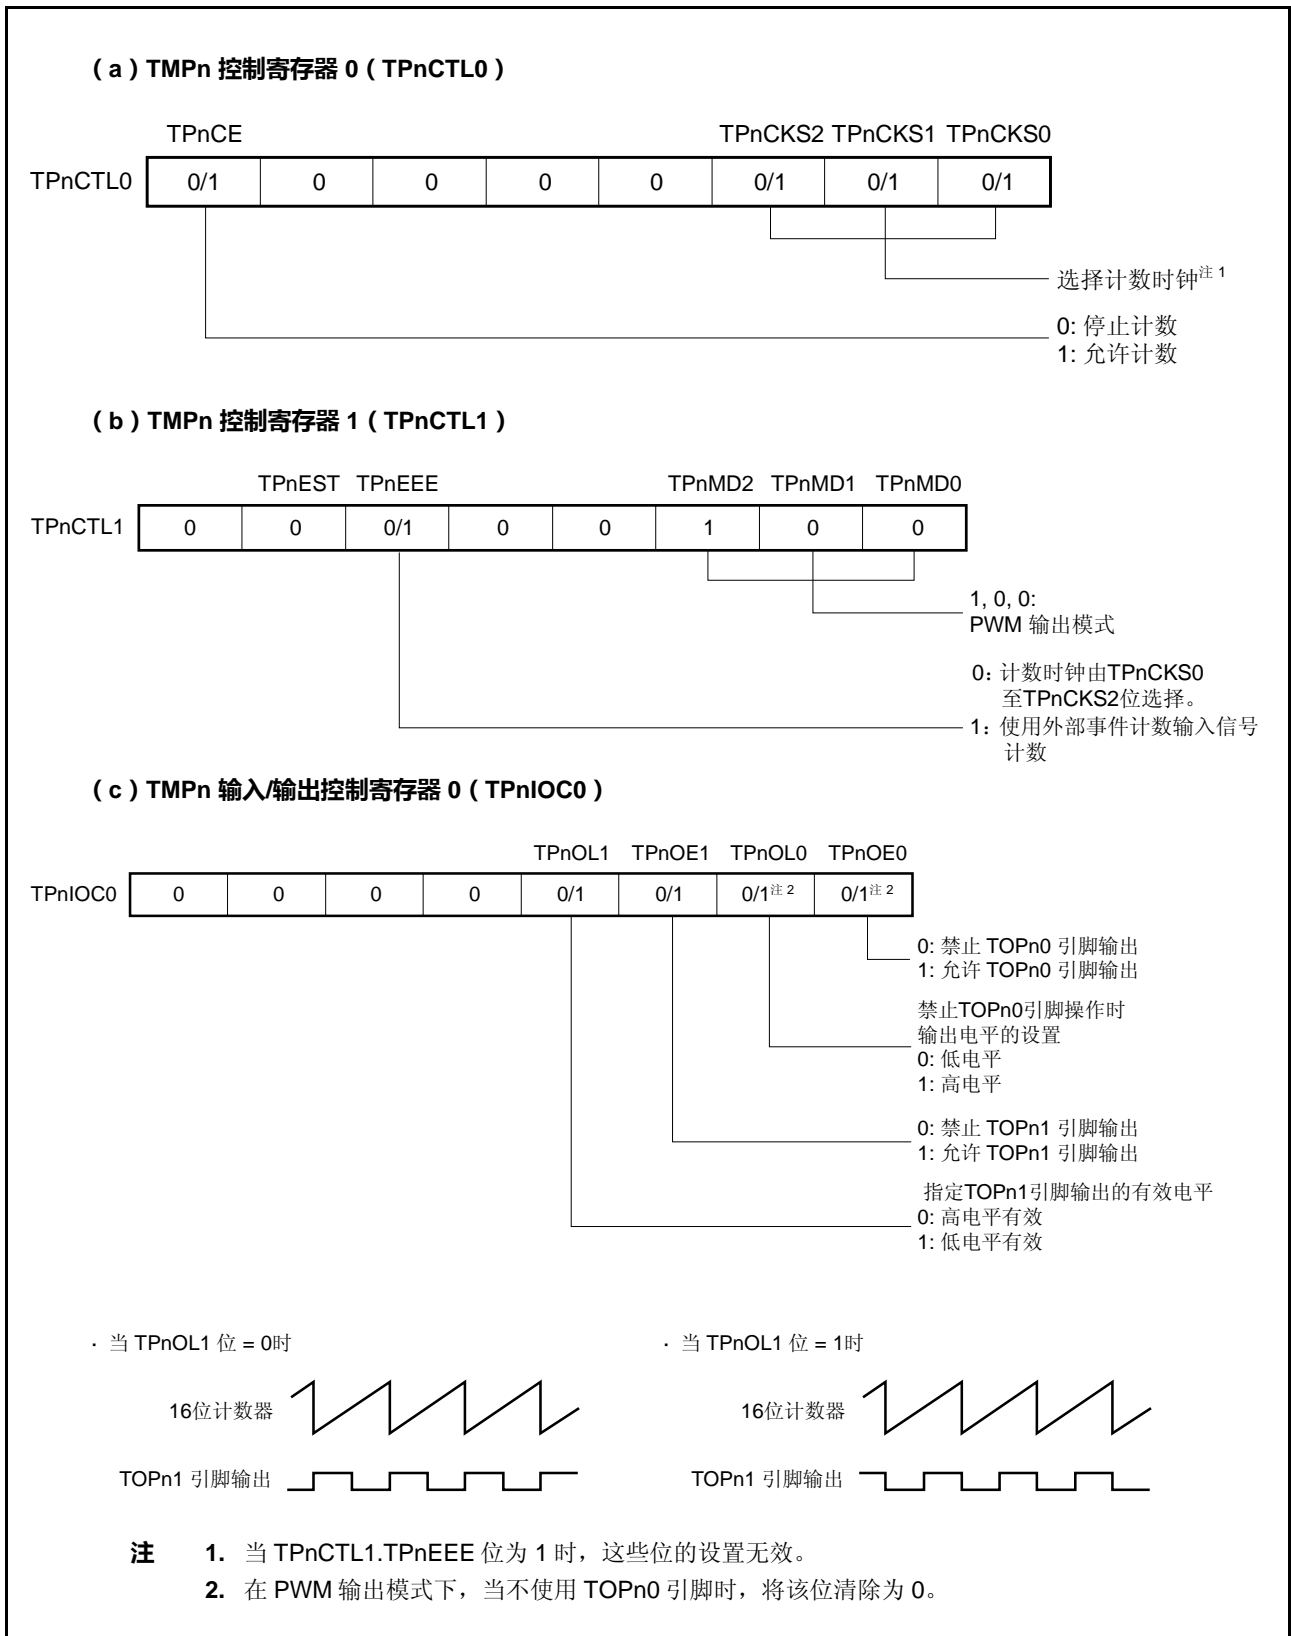 (a) TMPn 控制寄存器 0 (TPnCTL0)
TPnCE TPnCKS2 TPnCKS1 TPnCKS0
TPnCTL0 0/1 0 0 0 0 0/1 0/1 0/1
选择计数时钟注 1
0: 停止计数
1: 允许计数
(b) TMPn 控制寄存器 1 (TPnCTL1)
TPnEST TPnEEE TPnMD2 TPnMD1 TPnMD0
TPnCTL1 0 0 0/1 0 0 1 0 0
1, 0, 0:
PWM 输出模式
0: 计数时钟由TPnCKS0
至TPnCKS2位选择。
1: 使用外部事件计数输入信号
计数
(c) TMPn 输入/输出控制寄存器 0 (TPnIOC0)
TPnOL1 TPnOE1 TPnOL0 TPnOE0
TPnIOC0 0 0 0 0 0/1 0/1 0/1注 2 0/1注 2
0: 禁止 TOPn0 引脚输出
1: 允许 TOPn0 引脚输出
禁止TOPn0引脚操作时
输出电平的设置
0: 低电平
1: 高电平
0: 禁止 TOPn1 引脚输出
1: 允许 TOPn1 引脚输出
指定TOPn1引脚输出的有效电平
0: 高电平有效
1: 低电平有效
· 当 TPnOL1 位 = 0时
16位计数器
TOPn1 引脚输出
· 当 TPnOL1 位 = 1时
16位计数器
TOPn1 引脚输出
注 1. 当 TPnCTL1.TPnEEE 位为 1 时，这些位的设置无效。
2. 在 PWM 输出模式下，当不使用 TOPn0 引脚时，将该位清除为 0。